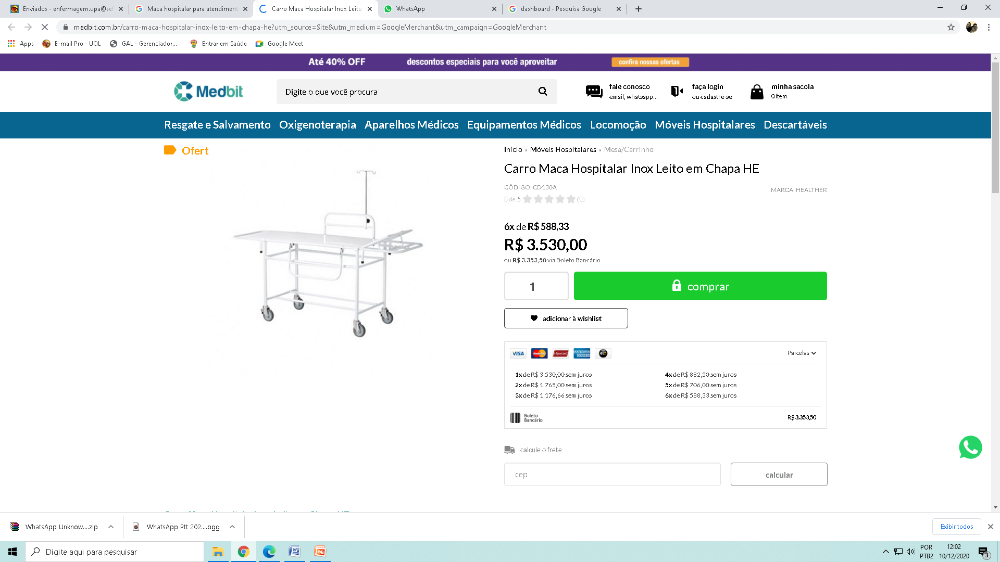 Enviados - enfermagem.upa@sef
Maca hospitalar para atendiment
Carro Maca Hospitalar Inox Leito
WhatsApp
dashboard - Pesquisa Google
medbit.com.br/carro-maca-hospitalar-inox-leito-em-chapa-he?utm_source=Site&utm_medium=GoogleMerchant&utm_campaign=GoogleMerchant
Apps
E-mail Pro - UOL
GAL - Gerenciador...
Entrar em Saúde
Google Meet
Até 40% OFF descontos especiais para você aproveitar confira nossas ofertas
Medbit
Digite o que você procura
fale conosco
email, whatsapp...
faça login
ou cadastre-se
minha sacola
0 item
Resgate e Salvamento Oxigenoterapia Aparelhos Médicos Equipamentos Médicos Locomoção Móveis Hospitalares Descartáveis
Ofert
Início » Móveis Hospitalares » Mesa/Carrinho
Carro Maca Hospitalar Inox Leito em Chapa HE
CÓDIGO: CD130A
MARCA: HEALTHER
0 de 5 (0)
6x de R$ 588,33
R$ 3.530,00
ou R$ 3.353,50 via Boleto Bancário
1
comprar
adicionar à wishlist
VISA MasterCard Hipercard AMERICAN EXPRESS elo
Parcelas
1x de R$ 3.530,00 sem juros
2x de R$ 1.765,00 sem juros
3x de R$ 1.176,66 sem juros
4x de R$ 882,50 sem juros
5x de R$ 706,00 sem juros
6x de R$ 588,33 sem juros
Boleto
Bancário
R$ 3.353,50
calcule o frete
cep
calcular
WhatsApp Unknow....zip
WhatsApp Ptt 202....ogg
Exibir todos
Digite aqui para pesquisar
POR
PTB2
12:02
10/12/2020
3